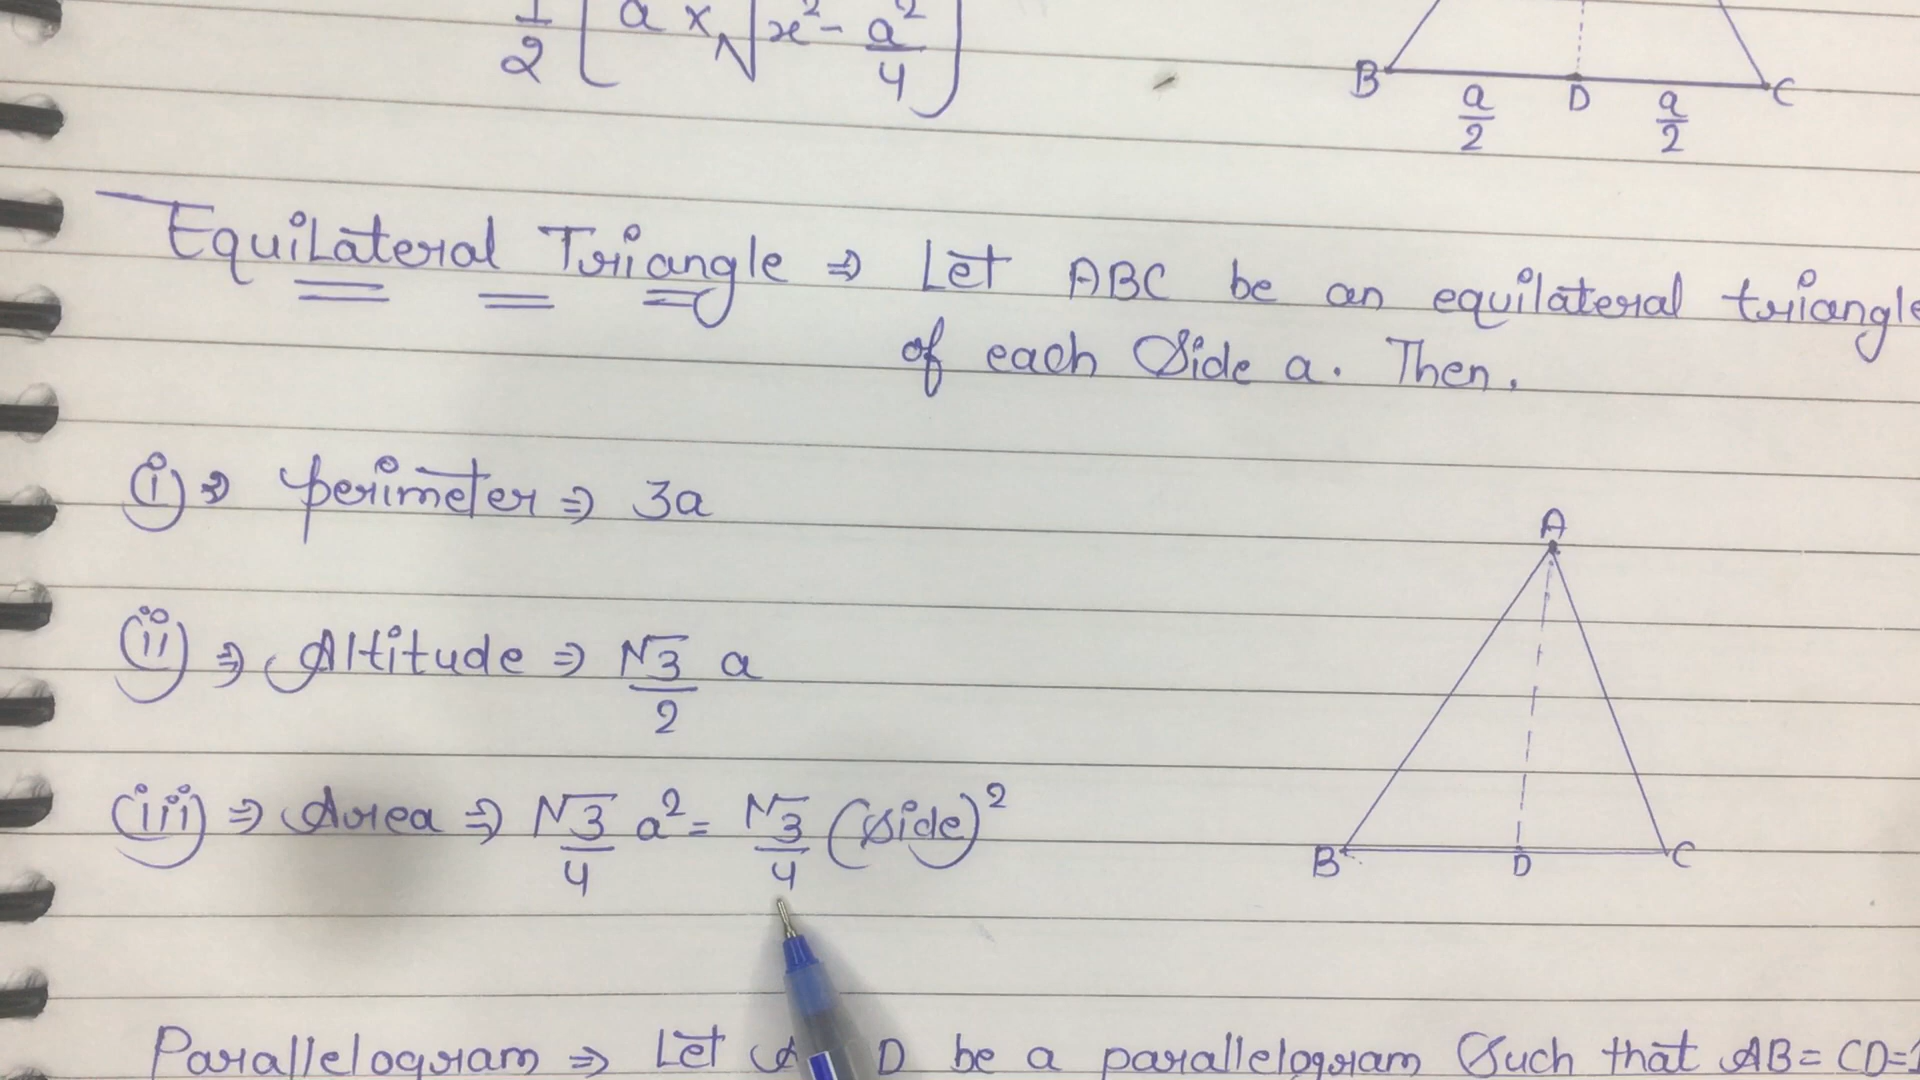 1/2 [a × √x² - a²/4]
B a/2 D a/2 C
Equilateral Triangle ⇒ Let ABC be an equilateral triangle
of each Side a. Then.
(i) ⇒ perimeter ⇒ 3a
A
(ii) ⇒ Altitude ⇒ √3/2 a
(iii) ⇒ Area ⇒ √3/4 a² = √3/4 (Side)²
B D C
Parallelogram ⇒ Let D be a parallelogram Such that AB = CD =